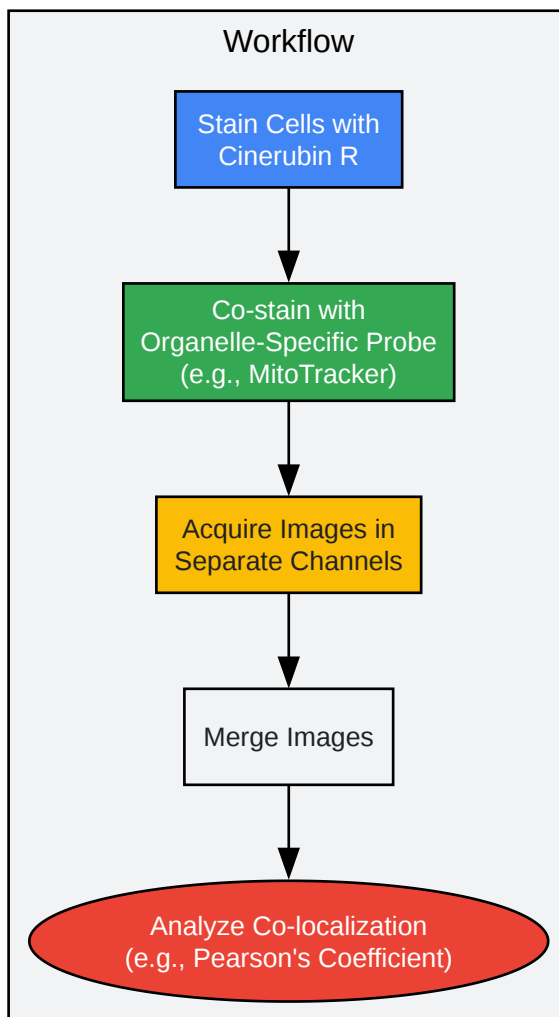 Workflow
Stain Cells with
Cinerubin R
Co-stain with
Organelle-Specific Probe
(e.g., MitoTracker)
Acquire Images in
Separate Channels
Merge Images
Analyze Co-localization
(e.g., Pearson's Coefficient)